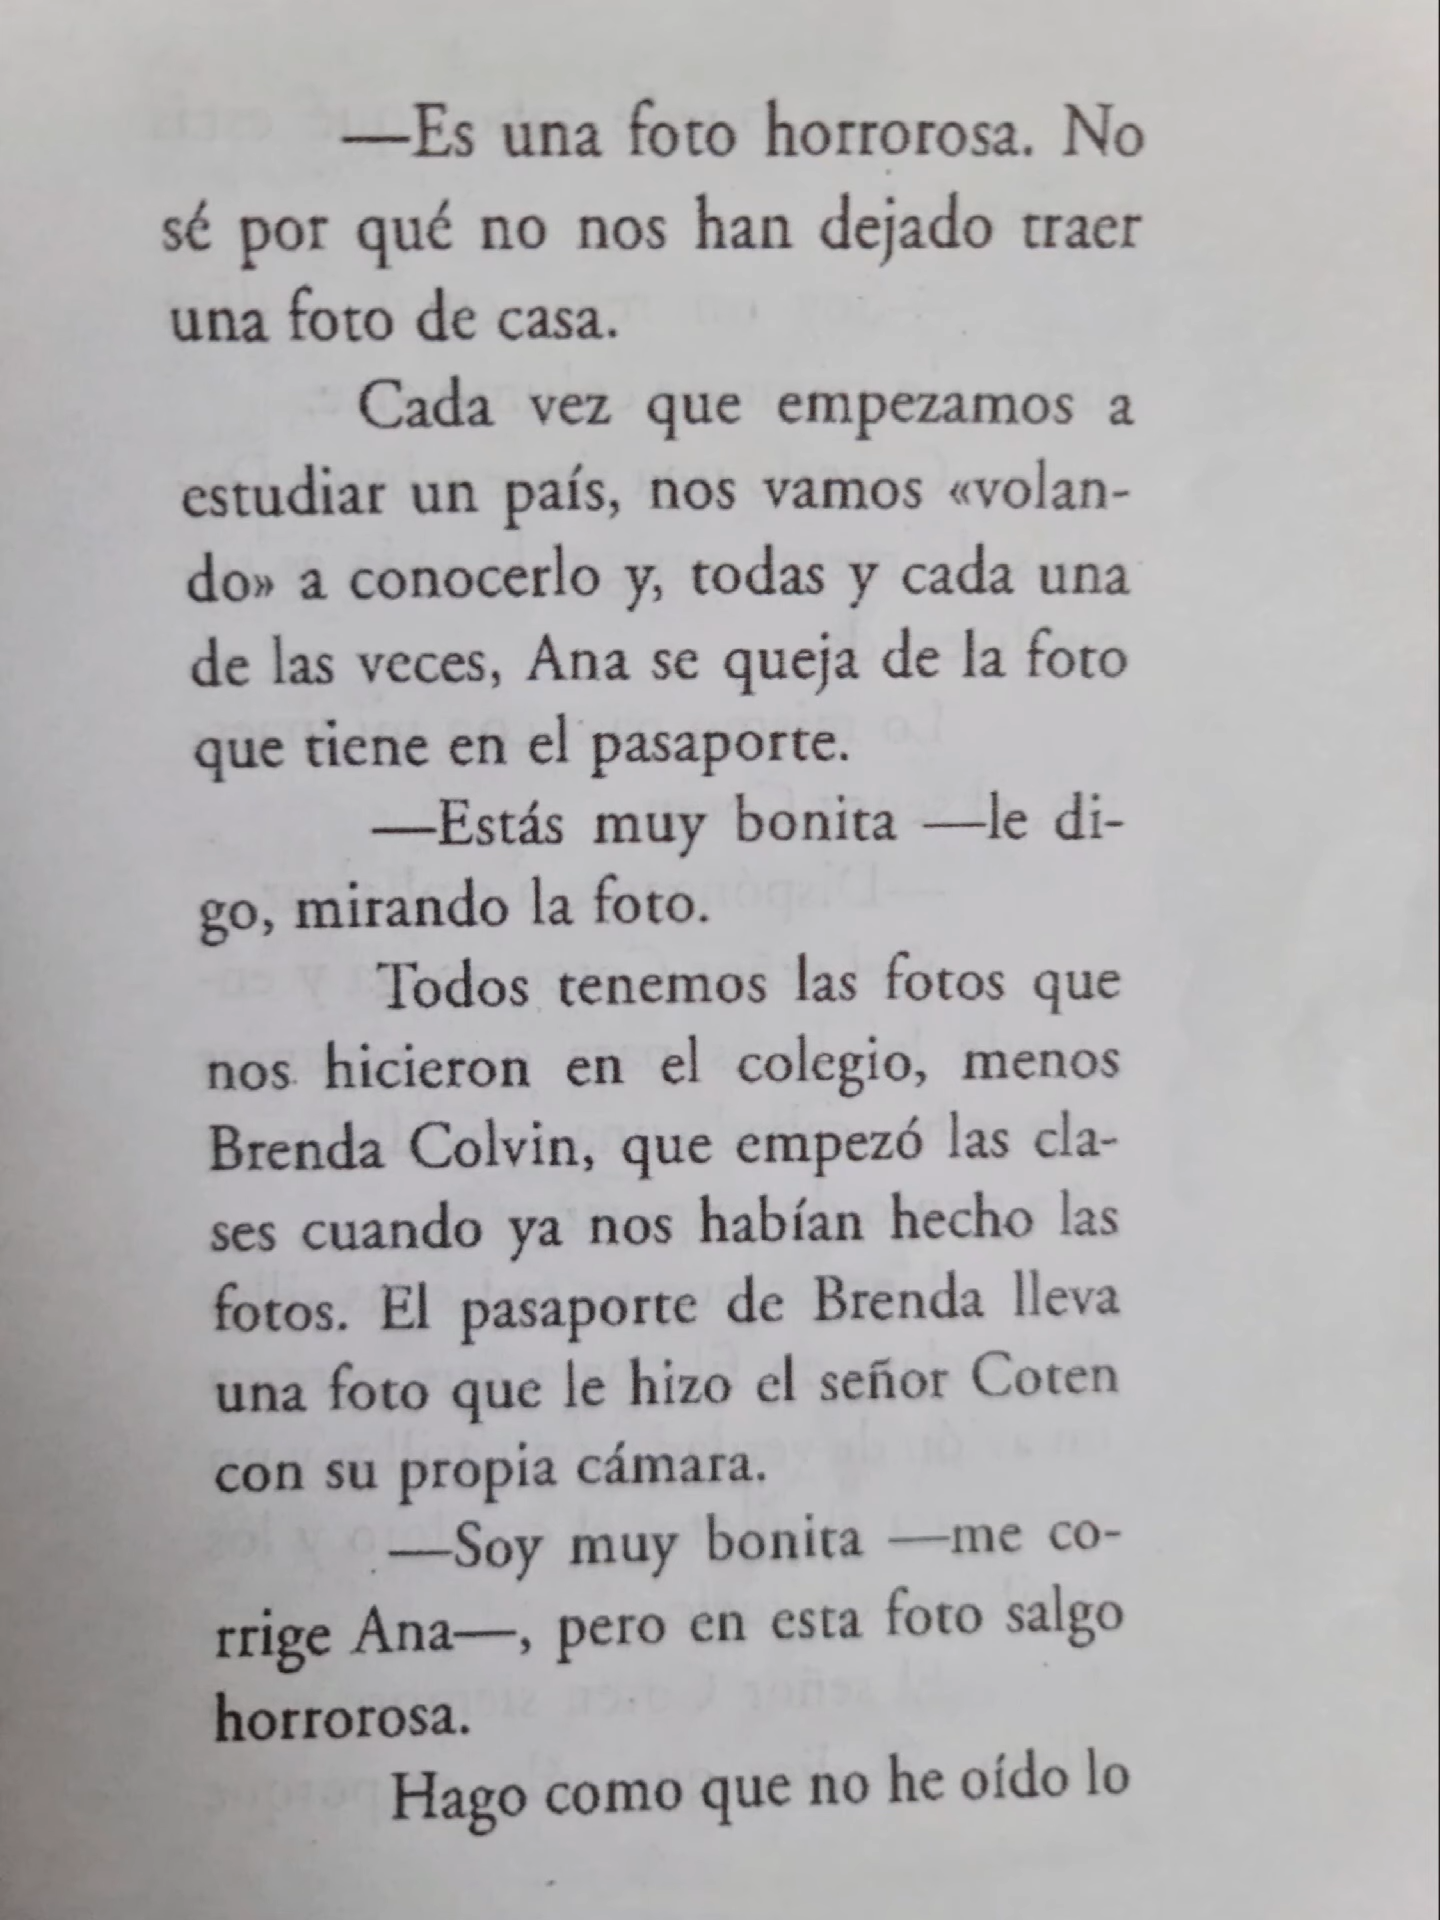 —Es una foto horrorosa. No
sé por qué no nos han dejado traer
una foto de casa.
Cada vez que empezamos a
estudiar un país, nos vamos «volan-
do» a conocerlo y, todas y cada una
de las veces, Ana se queja de la foto
que tiene en el pasaporte.
—Estás muy bonita —le di-
go, mirando la foto.
Todos tenemos las fotos que
nos hicieron en el colegio, menos
Brenda Colvin, que empezó las cla-
ses cuando ya nos habían hecho las
fotos. El pasaporte de Brenda lleva
una foto que le hizo el señor Coten
con su propia cámara.
—Soy muy bonita —me co-
rrige Ana—, pero en esta foto salgo
horrorosa.
Hago como que no he oído lo